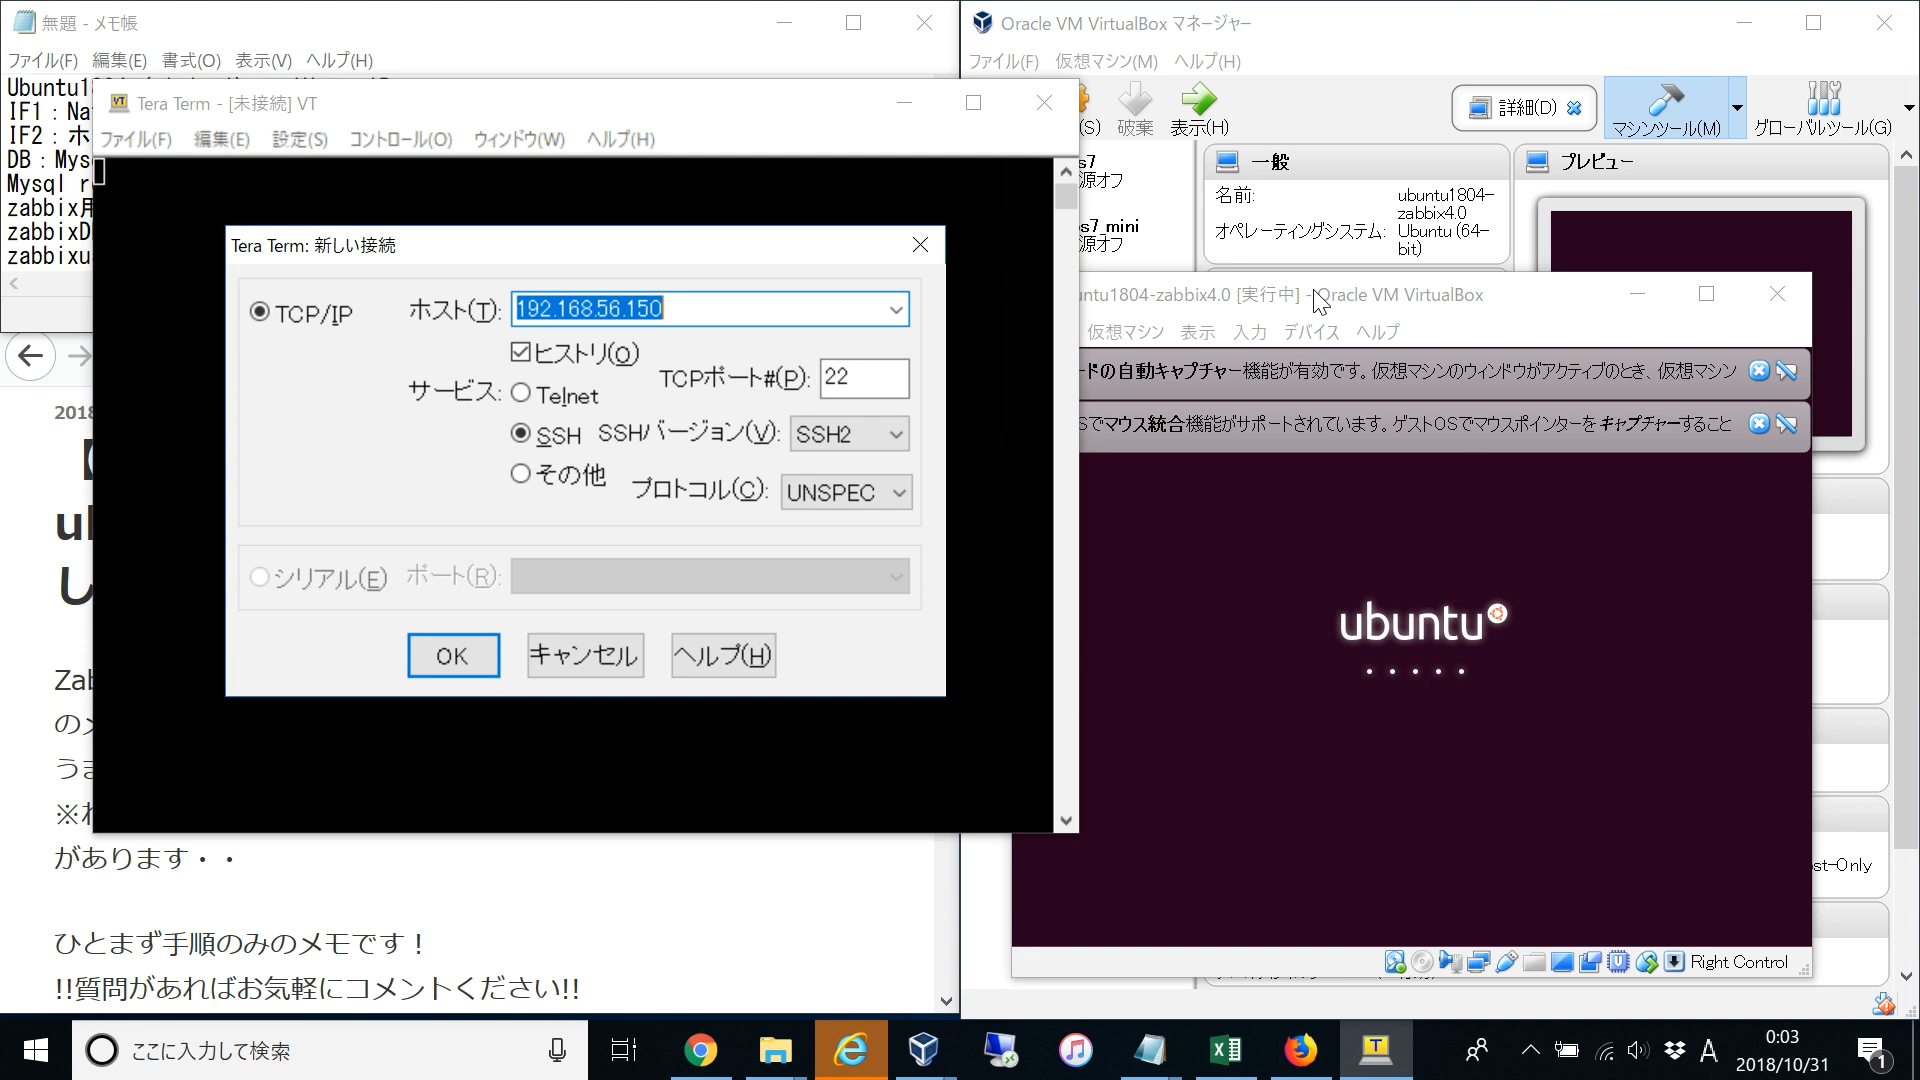 無題 - メモ帳
ファイル(F) 編集(E) 書式(O) 表示(V) ヘルプ(H)
Ubuntu1
IF1：Na
IF2：ホ
DB：Mys
Mysql r
zabbix用
zabbixD
zabbixu
Tera Term - [未接続] VT
ファイル(F) 編集(E) 設定(S) コントロール(O) ウィンドウ(W) ヘルプ(H)
Tera Term: 新しい接続
TCP/IP
ホスト(T): 192.168.56.150
ヒストリ(O)
サービス: Telnet
TCPポート#(P): 22
SSH SSHバージョン(V): SSH2
その他 プロトコル(C): UNSPEC
シリアル(E) ポート(R):
OK キャンセル ヘルプ(H)
2018
し
のメ
うま
があります・・
ひとまず手順のみのメモです！
!!質問があればお気軽にコメントください!!
Oracle VM VirtualBox マネージャー
ファイル(F) 仮想マシン(M) ヘルプ(H)
(S) 破棄 表示(H)
詳細(D) マシンツール(M) グローバルツール(G)
s7
源オフ
s7_mini
源オフ
一般
名前: ubuntu1804-zabbix4.0
オペレーティングシステム: Ubuntu (64-bit)
プレビュー
untu1804-zabbix4.0 [実行中] - Oracle VM VirtualBox
仮想マシン 表示 入力 デバイス ヘルプ
ードの自動キャプチャー機能が有効です。仮想マシンのウィンドウがアクティブのとき、仮想マシン
Sでマウス統合機能がサポートされています。ゲストOSでマウスポインターをキャプチャーすること
ubuntu
st-Only
Right Control
ここに入力して検索
A
0:03
2018/10/31
1